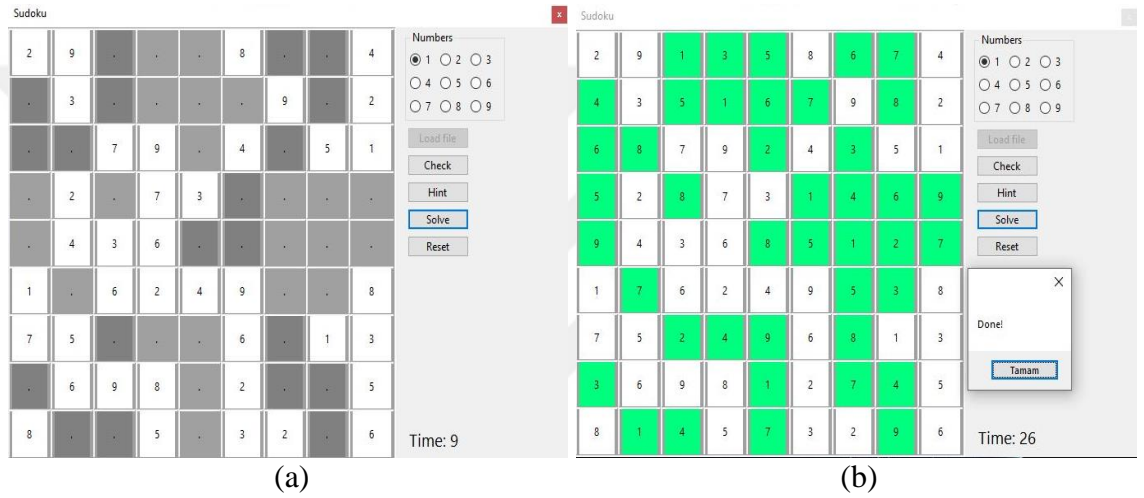 Sudoku x
2 9 . . . 8 . . 4
. 3 . . . . 9 . 2
. . 7 9 . 4 . 5 1
. 2 . 7 3 . . . .
. 4 3 6 . . . . .
1 . 6 2 4 9 . . 8
7 5 . . . 6 . 1 3
. 6 9 8 . 2 . . 5
8 . . 5 . 3 2 . 6
Numbers
1 2 3
4 5 6
7 8 9
Load file
Check
Hint
Solve
Reset
Time: 9
(a)
Sudoku
2 9 1 3 5 8 6 7 4
4 3 5 1 6 7 9 8 2
6 8 7 9 2 4 3 5 1
5 2 8 7 3 1 4 6 9
9 4 3 6 8 5 1 2 7
1 7 6 2 4 9 5 3 8
7 5 2 4 9 6 8 1 3
3 6 9 8 1 2 7 4 5
8 1 4 5 7 3 2 9 6
Numbers
1 2 3
4 5 6
7 8 9
Load file
Check
Hint
Solve
Reset
Done!
Tamam
Time: 26
(b)